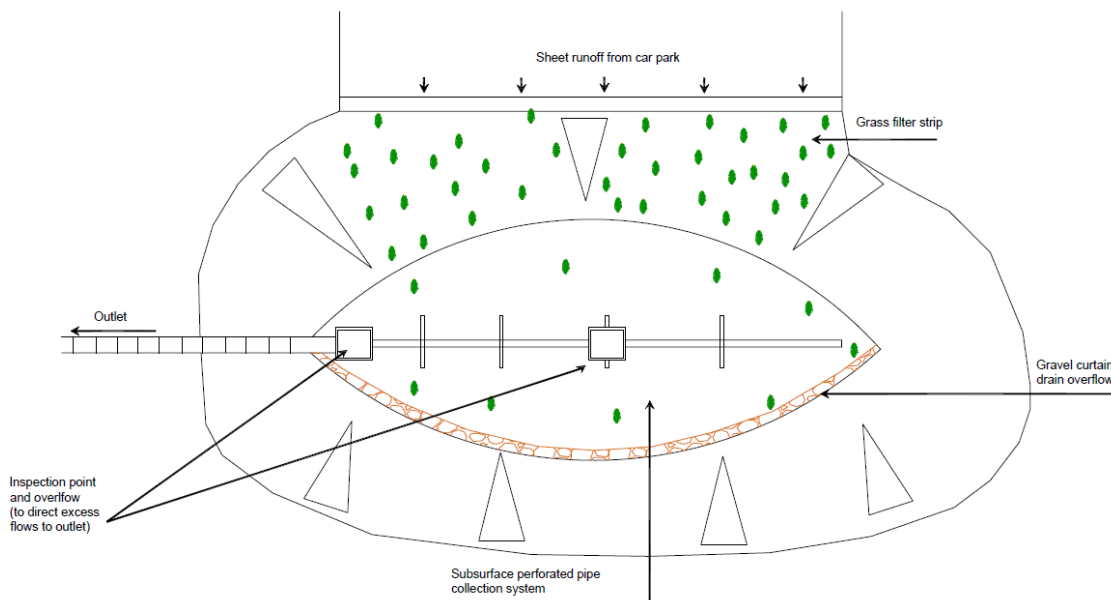 Sheet runoff from car park
Grass filter strip
Outlet
Gravel curtain
drain overflow
Inspection point
and overlfow
(to direct excess
flows to outlet)
Subsurface perforated pipe
collection system